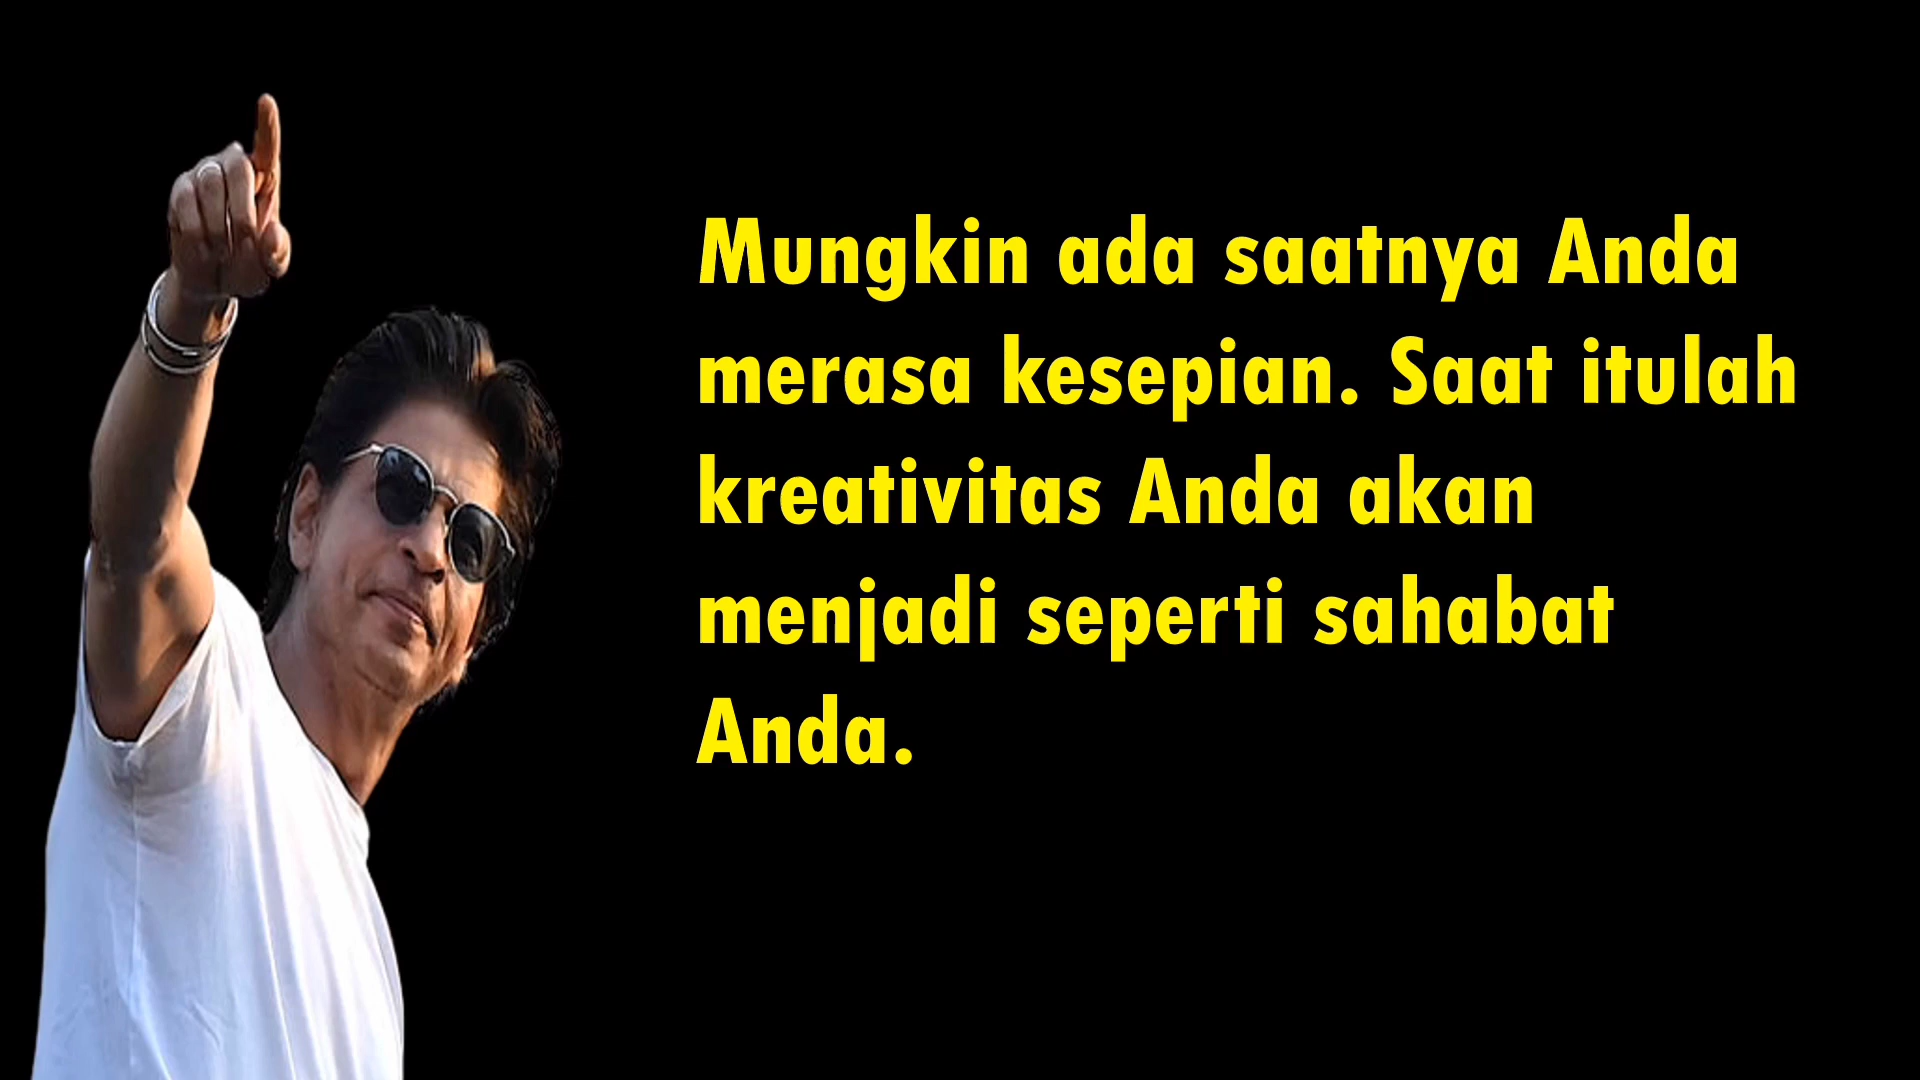 Mungkin ada saatnya Anda
merasa kesepian. Saat itulah
kreativitas Anda akan
menjadi seperti sahabat
Anda.